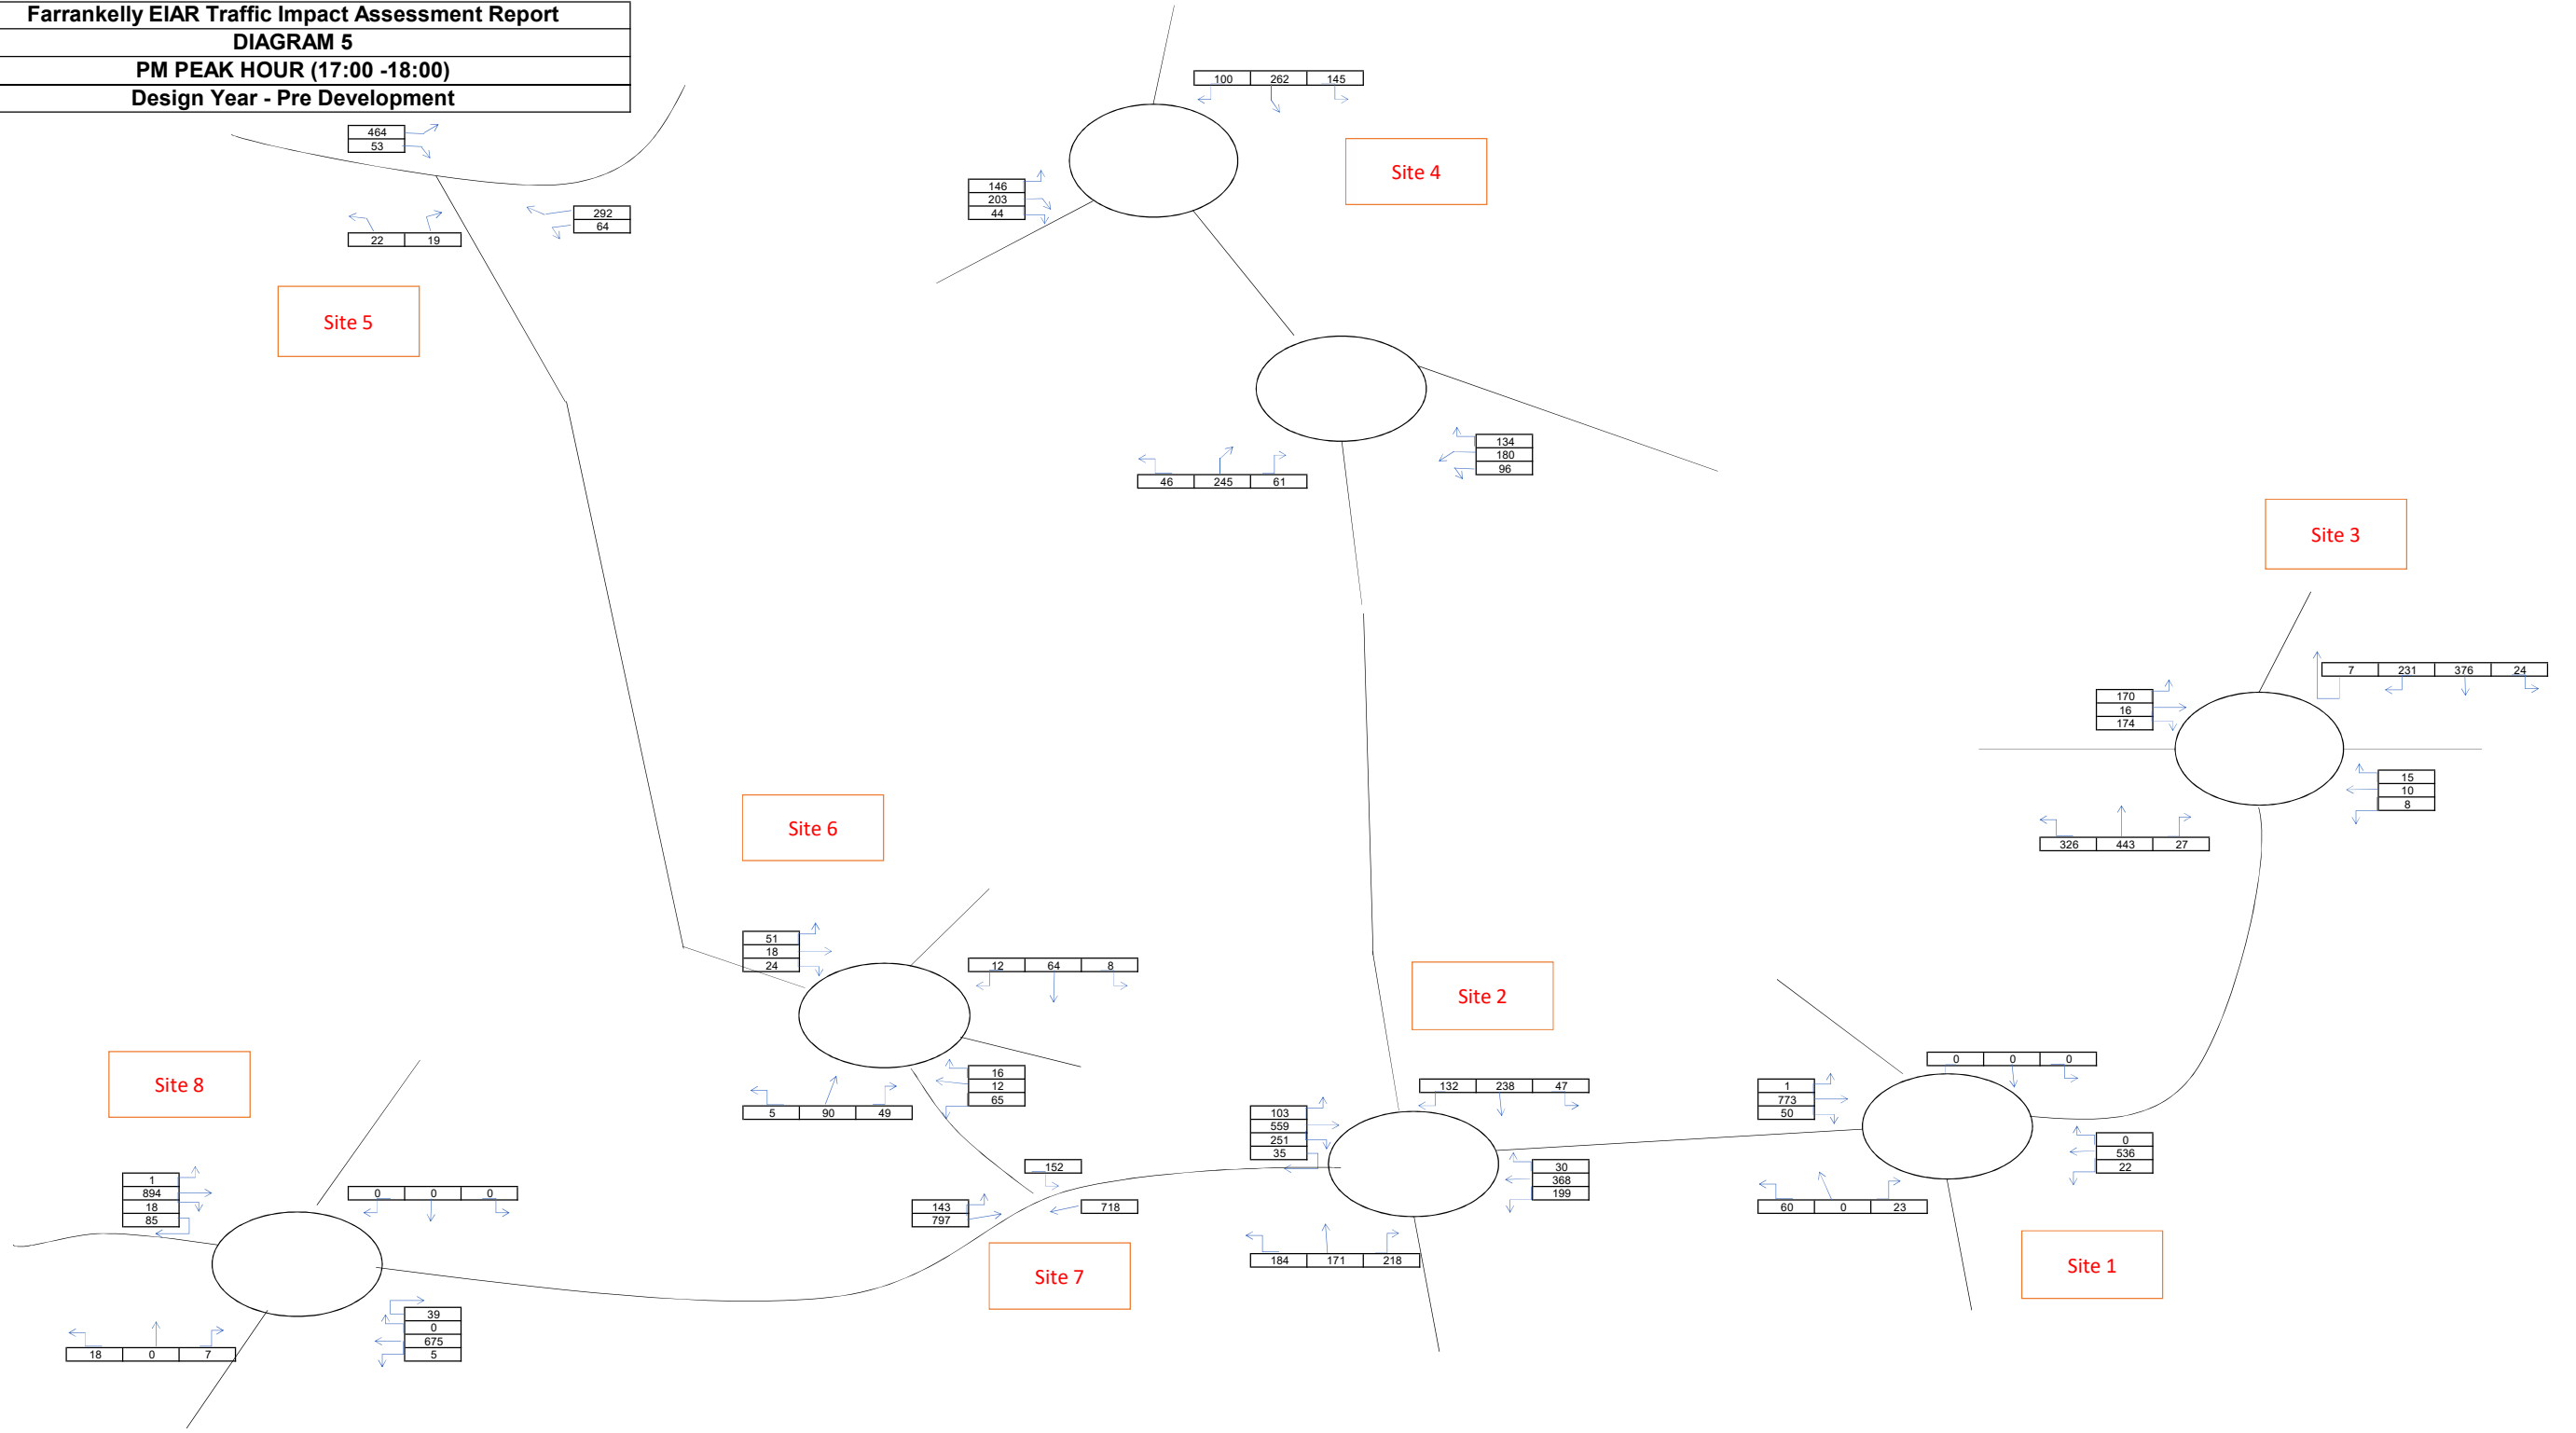 Farrankelly EIAR Traffic Impact Assessment Report
DIAGRAM 5
PM PEAK HOUR (17:00 -18:00)
Design Year - Pre Development
100 262 145
464
53
Site 4
146
203
44
292
64
22 19
Site 5
134
180
96
46 245 61
Site 3
7 231 376 24
170
16
174
15
10
8
326 443 27
Site 6
51
18
24
12 64 8
Site 2
16
12
65
5 90 49
Site 8
0 0 0
132 238 47
1
773
50
103
559
251
35
0
536
22
152
30
368
199
1
894
18
85
0 0 0
143
797
718
60 0 23
Site 7
184 171 218
Site 1
39
0
675
5
18 0 7